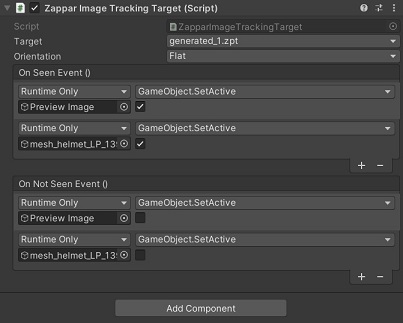 Zappar Image Tracking Target (Script)
Script ZapparImageTrackingTarget
Target generated_1.zpt
Orientation Flat
On Seen Event ()
Runtime Only GameObject.SetActive
Preview Image
Runtime Only GameObject.SetActive
mesh_helmet_LP_13
On Not Seen Event ()
Runtime Only GameObject.SetActive
Preview Image
Runtime Only GameObject.SetActive
mesh_helmet_LP_13
Add Component